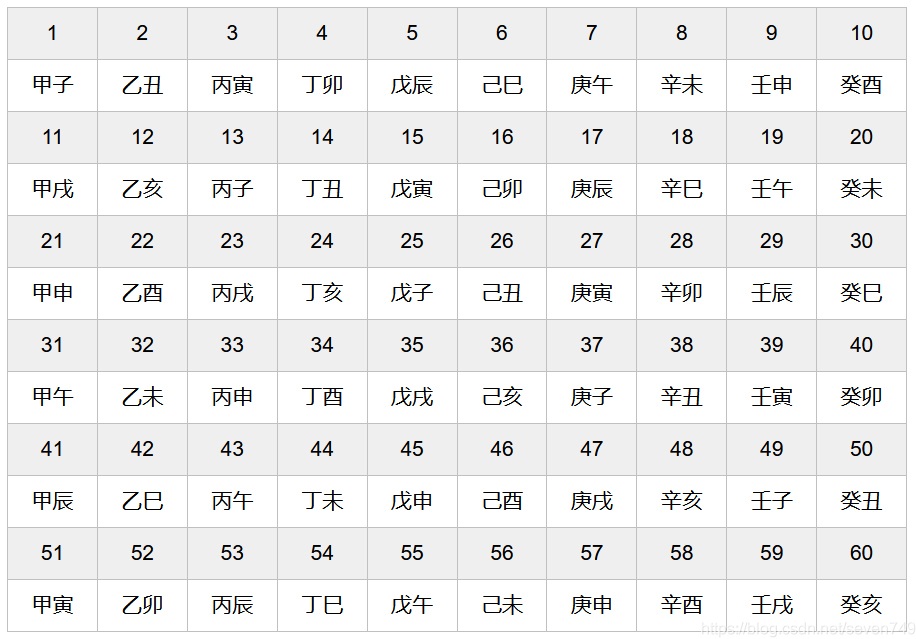 1 2 3 4 5 6 7 8 9 10
甲子 乙丑 丙寅 丁卯 戊辰 己巳 庚午 辛未 壬申 癸酉
11 12 13 14 15 16 17 18 19 20
甲戌 乙亥 丙子 丁丑 戊寅 己卯 庚辰 辛巳 壬午 癸未
21 22 23 24 25 26 27 28 29 30
甲申 乙酉 丙戌 丁亥 戊子 己丑 庚寅 辛卯 壬辰 癸巳
31 32 33 34 35 36 37 38 39 40
甲午 乙未 丙申 丁酉 戊戌 己亥 庚子 辛丑 壬寅 癸卯
41 42 43 44 45 46 47 48 49 50
甲辰 乙巳 丙午 丁未 戊申 己酉 庚戌 辛亥 壬子 癸丑
51 52 53 54 55 56 57 58 59 60
甲寅 乙卯 丙辰 丁巳 戊午 己未 庚申 辛酉 壬戌 癸亥
https://blog.csdn.net/seven749